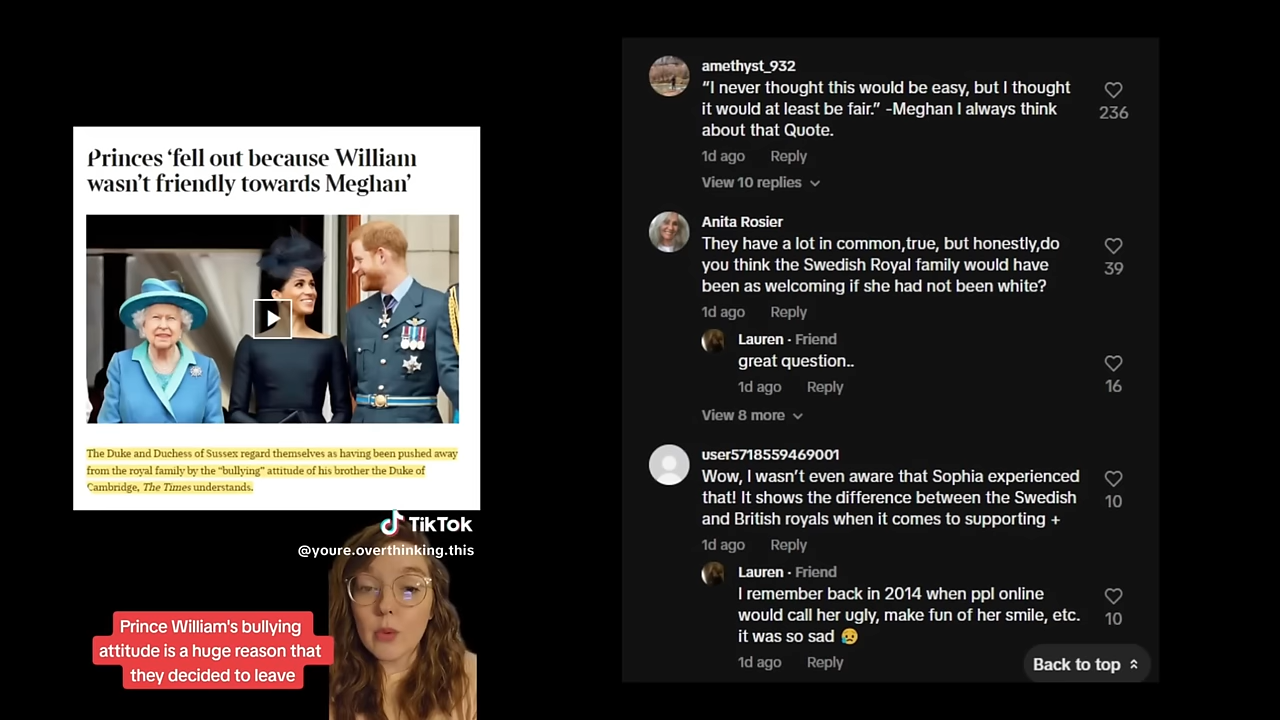 Princes ‘fell out because William
wasn’t friendly towards Meghan’
The Duke and Duchess of Sussex regard themselves as having been pushed away
from the royal family by the “bullying” attitude of his brother the Duke of
Cambridge, The Times understands.
TikTok
@youre.overthinking.this
Prince William's bullying
attitude is a huge reason that
they decided to leave
amethyst_932
“I never thought this would be easy, but I thought
it would at least be fair.” -Meghan I always think
about that Quote.
236
1d ago Reply
View 10 replies
Anita Rosier
They have a lot in common,true, but honestly,do
you think the Swedish Royal family would have
been as welcoming if she had not been white?
39
1d ago Reply
Lauren · Friend
great question..
16
1d ago Reply
View 8 more
user5718559469001
Wow, I wasn’t even aware that Sophia experienced
that! It shows the difference between the Swedish
and British royals when it comes to supporting +
10
1d ago Reply
Lauren · Friend
I remember back in 2014 when ppl online
would call her ugly, make fun of her smile, etc.
it was so sad 😥
10
1d ago Reply
Back to top